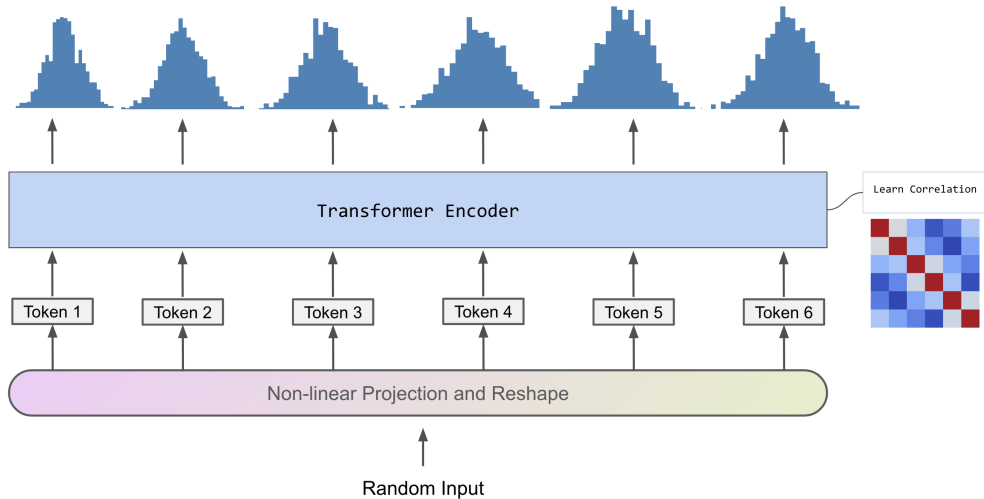 Transformer Encoder
Learn Correlation
Token 1
Token 2
Token 3
Token 4
Token 5
Token 6
Non-linear Projection and Reshape
Random Input